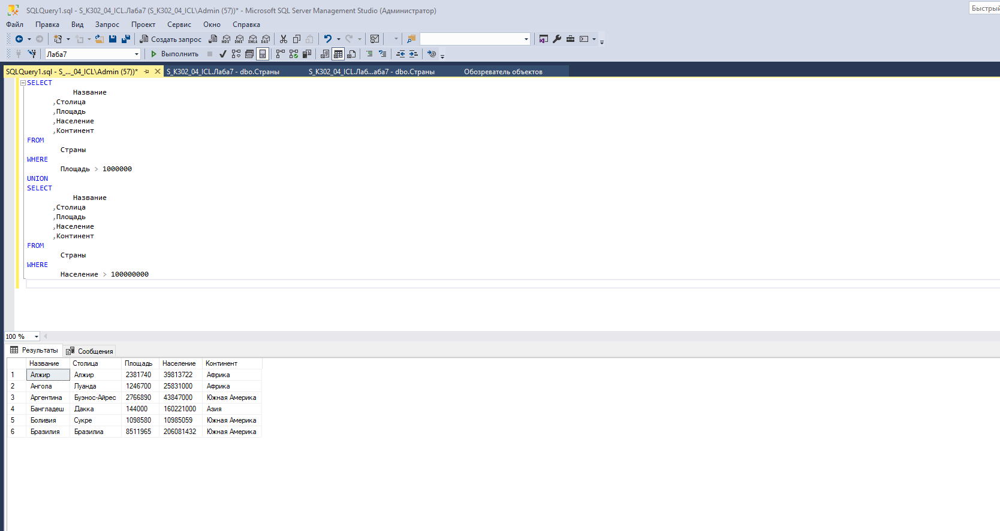 SQLQuery1.sql - S_K302_04_ICL.Лаба7 (S_K302_04_ICL\Admin (57))* - Microsoft SQL Server Management Studio (Администратор)
Быстрый
Файл Правка Вид Запрос Проект Сервис Окно Справка
Создать запрос MDX DMX XMLA DAX
Лаба7 Выполнить
SQLQuery1.sql - S_..._04_ICL\Admin (57))* S_K302_04_ICL.Лаба7 - dbo.Страны S_K302_04_ICL.Лаб...аба7 - dbo.Страны Обозреватель объектов
SELECT
Название
,Столица
,Площадь
,Население
,Континент
FROM
Страны
WHERE
Площадь > 1000000
UNION
SELECT
Название
,Столица
,Площадь
,Население
,Континент
FROM
Страны
WHERE
Население > 100000000
100 %
Результаты Сообщения
Название Столица Площадь Население Континент
1 Алжир Алжир 2381740 39813722 Африка
2 Ангола Луанда 1246700 25831000 Африка
3 Аргентина Буэнос-Айрес 2766890 43847000 Южная Америка
4 Бангладеш Дакка 144000 160221000 Азия
5 Боливия Сукре 1098580 10985059 Южная Америка
6 Бразилия Бразилиа 8511965 206081432 Южная Америка